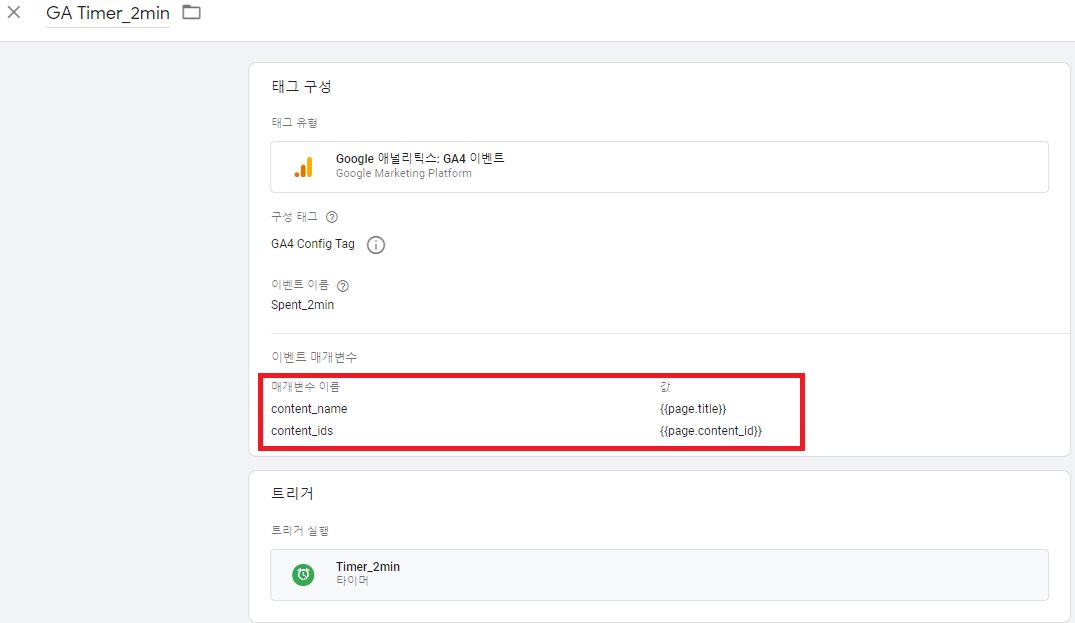 GA Timer_2min
태그 구성
태그 유형
Google 애널리틱스: GA4 이벤트
Google Marketing Platform
구성 태그
GA4 Config Tag
이벤트 이름
Spent_2min
이벤트 매개변수
매개변수 이름 값
content_name {{page.title}}
content_ids {{page.content_id}}
트리거
트리거 실행
Timer_2min
타이머